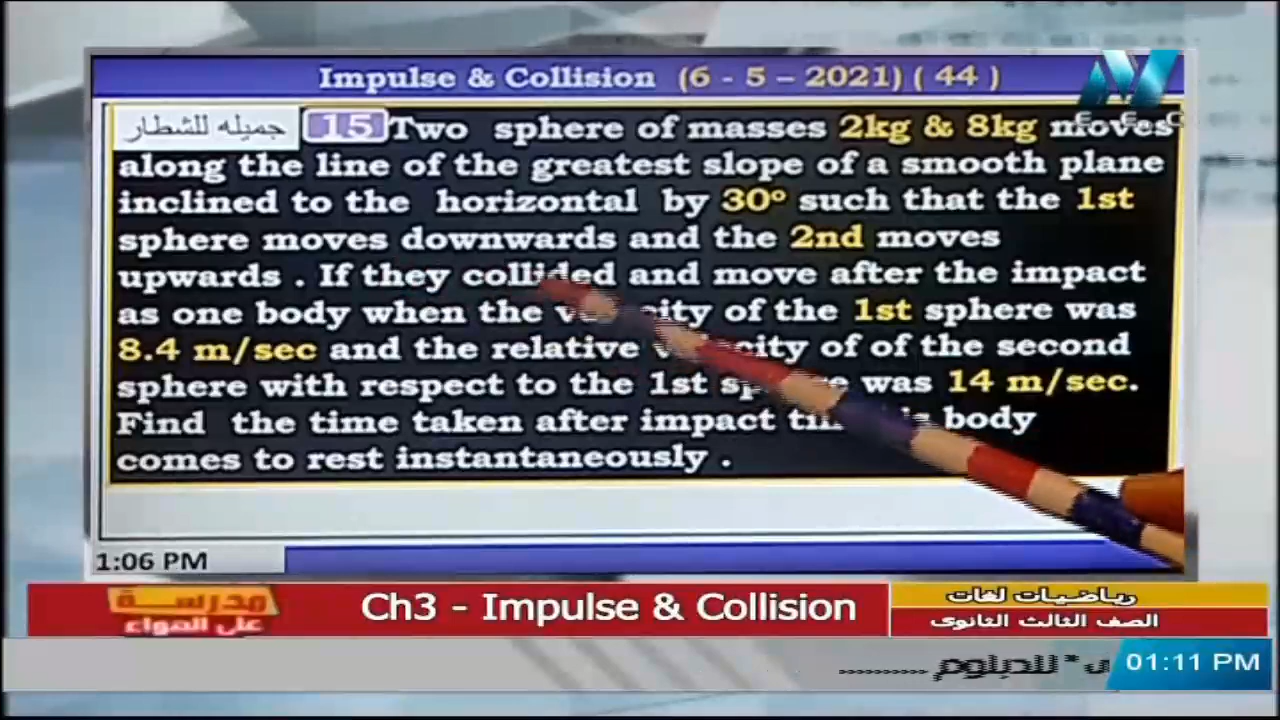 Impulse & Collision (6 - 5 – 2021) ( 44 )
جميله للشطار 15 Two sphere of masses 2kg & 8kg moves
along the line of the greatest slope of a smooth plane
inclined to the horizontal by 30º such that the 1st
sphere moves downwards and the 2nd moves
upwards . If they collided and move after the impact
as one body when the of the 1st sphere was
8.4 m/sec and the relative of of the second
sphere with respect to the 1st was 14 m/sec.
Find the time taken after impact body
comes to rest instantaneously .
1:06 PM
مدرسة على الهواء
Ch3 - Impulse & Collision
رياضيات لغات
الصف الثالث الثانوى
للدبلوم *
01:11 PM